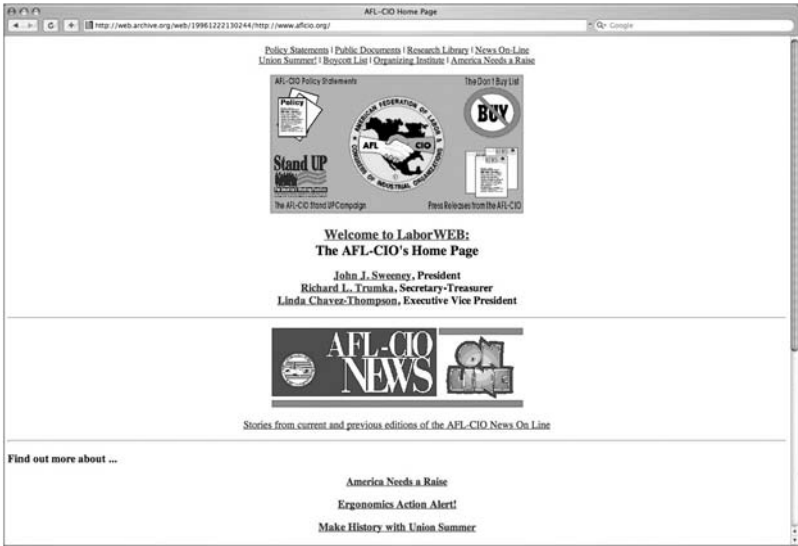 AFL-CIO Home Page
http://web.archive.org/web/19961222130244/http://www.aflcio.org/
Google
Policy Statements | Public Documents | Research Library | News On-Line
Union Summer! | Boycott List | Organizing Institute | America Needs a Raise
AFL-CIO Policy Statements
The Don't Buy List
Policy
BUY
AMERICAN FEDERATION OF LABOR &
CONGRESS OF INDUSTRIAL ORGANIZATIONS
AFL CIO
Stand UP
NEWS
The AFL-CIO Stand UP Campaign
Press Releases from the AFL-CIO
Welcome to LaborWEB:
The AFL-CIO's Home Page
John J. Sweeney, President
Richard L. Trumka, Secretary-Treasurer
Linda Chavez-Thompson, Executive Vice President
AFL-CIO
NEWS
ON
LINE
Stories from current and previous editions of the AFL-CIO News On Line
Find out more about ...
America Needs a Raise
Ergonomics Action Alert!
Make History with Union Summer